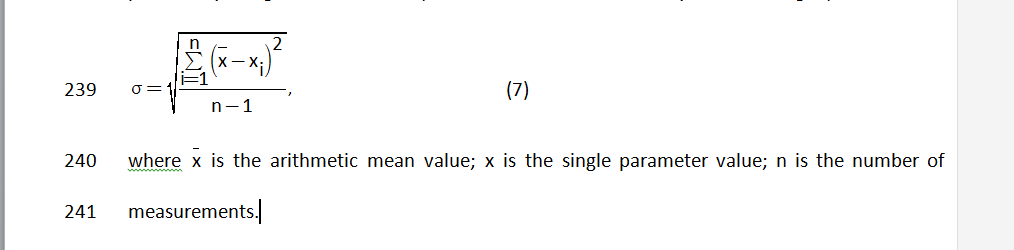 239 σ = √(∑_{i=1}^{n} (x̄ − x_i)² / (n − 1)), (7)
240 where x̄ is the arithmetic mean value; x is the single parameter value; n is the number of
241 measurements.